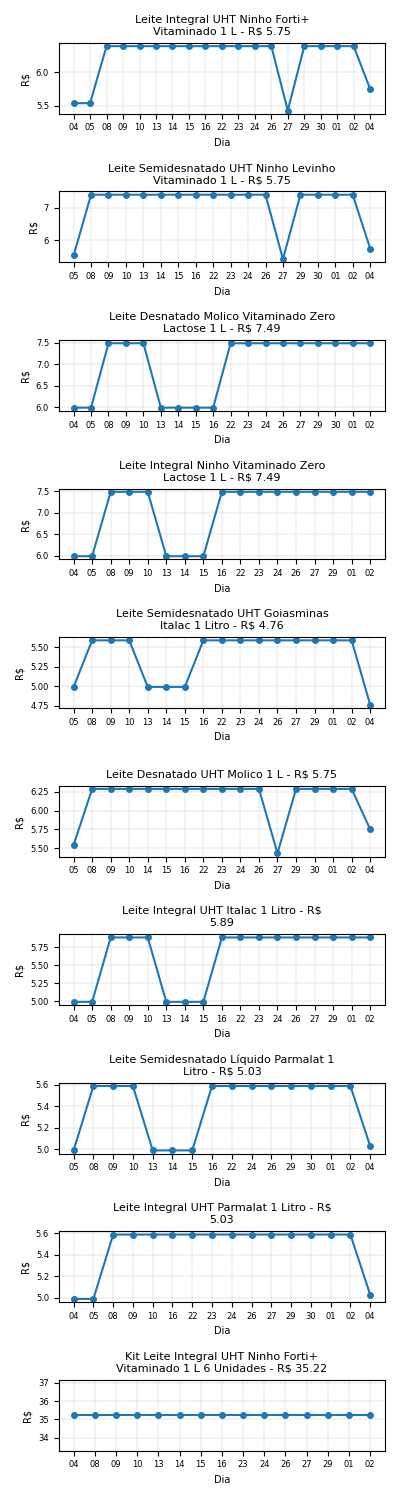 Leite Integral UHT Ninho Forti+
Vitaminado 1 L - R$ 5.75
6.0
5.5
R$
04 05 08 09 10 13 14 15 16 22 23 24 26 27 29 30 01 02 04
Dia
Leite Semidesnatado UHT Ninho Levinho
Vitaminado 1 L - R$ 5.75
7
6
R$
05 08 09 10 13 14 15 16 22 23 24 26 27 29 30 01 02 04
Dia
Leite Desnatado Molico Vitaminado Zero
Lactose 1 L - R$ 7.49
7.5
7.0
6.5
6.0
R$
04 05 08 09 10 13 14 15 16 22 23 24 26 27 29 30 01 02
Dia
Leite Integral Ninho Vitaminado Zero
Lactose 1 L - R$ 7.49
7.5
7.0
6.5
6.0
R$
04 05 08 09 10 13 14 15 16 22 23 24 26 27 29 01 02
Dia
Leite Semidesnatado UHT Goiasminas
Italac 1 Litro - R$ 4.76
5.50
5.25
5.00
4.75
R$
05 08 09 10 13 14 15 16 22 23 24 26 27 29 01 02 04
Dia
Leite Desnatado UHT Molico 1 L - R$ 5.75
6.25
6.00
5.75
5.50
R$
05 08 09 10 13 14 15 16 22 23 24 26 27 29 30 02 04
Dia
Leite Integral UHT Italac 1 Litro - R$
5.89
5.75
5.50
5.25
5.00
R$
04 05 08 09 10 13 14 15 16 22 23 24 26 27 29 01 02
Dia
Leite Semidesnatado Líquido Parmalat 1
Litro - R$ 5.03
5.6
5.4
5.2
5.0
R$
05 08 09 10 13 14 15 16 22 24 26 27 29 30 01 02 04
Dia
Leite Integral UHT Parmalat 1 Litro - R$
5.03
5.6
5.4
5.2
5.0
R$
04 05 08 09 10 13 14 16 22 23 24 26 27 29 01 02 04
Dia
Kit Leite Integral UHT Ninho Forti+
Vitaminado 1 L 6 Unidades - R$ 35.22
37
36
35
34
R$
04 08 09 10 13 14 15 16 23 24 26 27 29 01 02
Dia